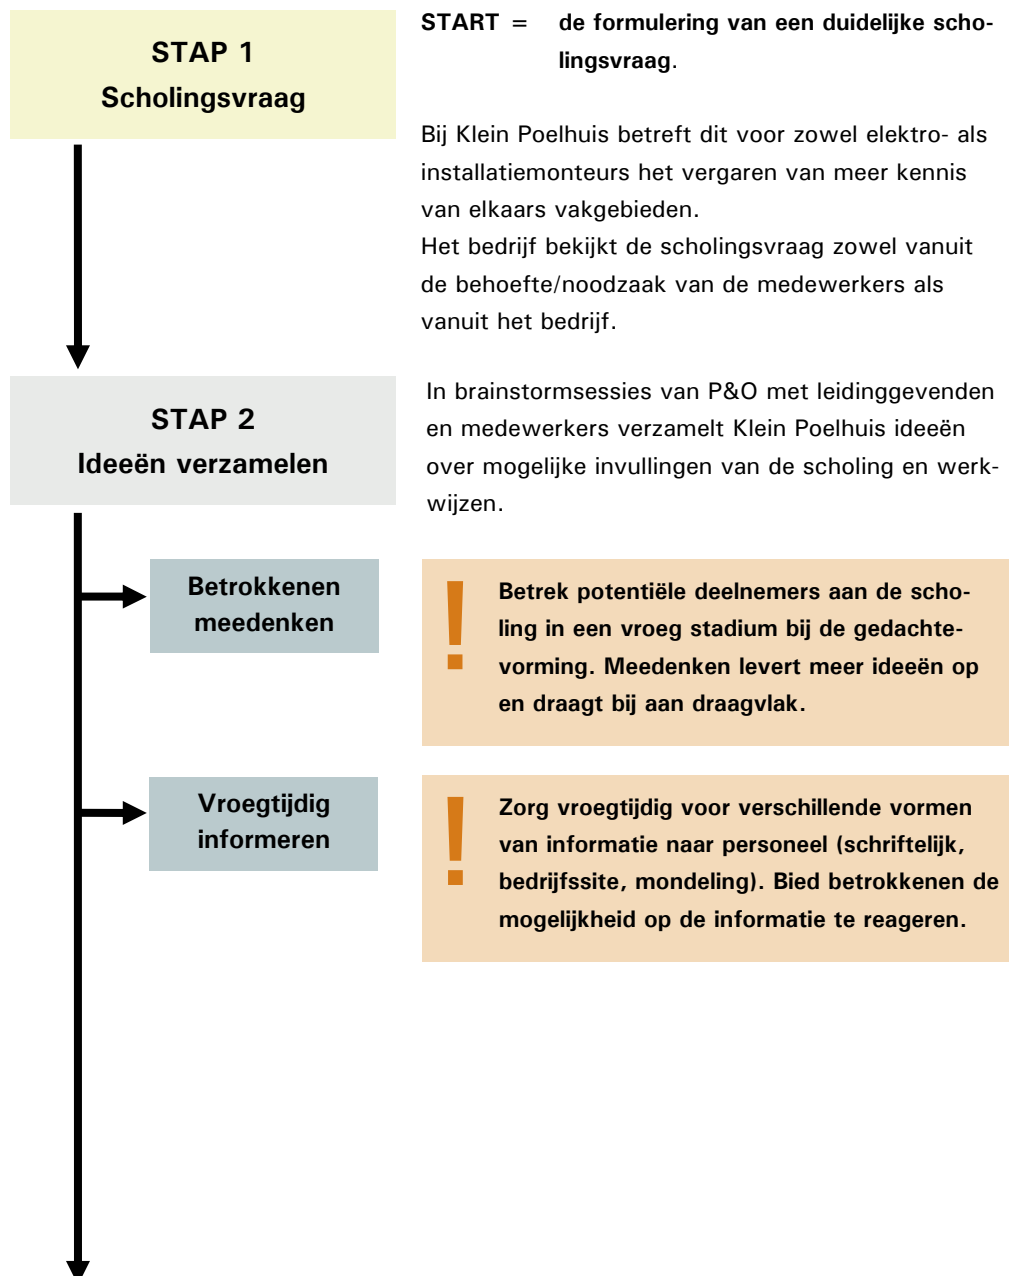 STAP 1
Scholingsvraag
START = de formulering van een duidelijke scho-
lingsvraag.
Bij Klein Poelhuis betreft dit voor zowel elektro- als
installatiemonteurs het vergaren van meer kennis
van elkaars vakgebieden.
Het bedrijf bekijkt de scholingsvraag zowel vanuit
de behoefte/noodzaak van de medewerkers als
vanuit het bedrijf.
STAP 2
Ideeën verzamelen
In brainstormsessies van P&O met leidinggevenden
en medewerkers verzamelt Klein Poelhuis ideeën
over mogelijke invullingen van de scholing en werk-
wijzen.
Betrokkenen
meedenken
!
Betrek potentiële deelnemers aan de scho-
ling in een vroeg stadium bij de gedachte-
vorming. Meedenken levert meer ideeën op
en draagt bij aan draagvlak.
Vroegtijdig
informeren
!
Zorg vroegtijdig voor verschillende vormen
van informatie naar personeel (schriftelijk,
bedrijfssite, mondeling). Bied betrokkenen de
mogelijkheid op de informatie te reageren.